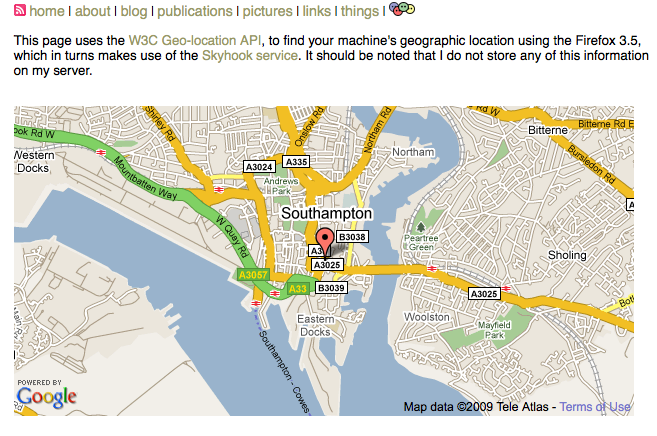 home | about | blog | publications | pictures | links | things |
This page uses the W3C Geo-location API, to find your machine's geographic location using the Firefox 3.5,
which in turns makes use of the Skyhook service. It should be noted that I do not store any of this information
on my server.
Shirley Rd
Onslow Rd
Northam Rd
Rd W
Bitterne Rd E
Bitterne
Bursledon Rd
ook Rd W
Western
Docks
Mountbatten Way
A3024
A335
Northam
Andrews
Park
Southampton
W Quay Rd
B3038
Peartree
Green
Sholing
A3025
A3057
A33
B3039
A3025
Eastern
Docks
Woolston
Mayfield
Park
Southampton - Cowes
Main Rd
POWERED BY
Google
Map data ©2009 Tele Atlas - Terms of Use